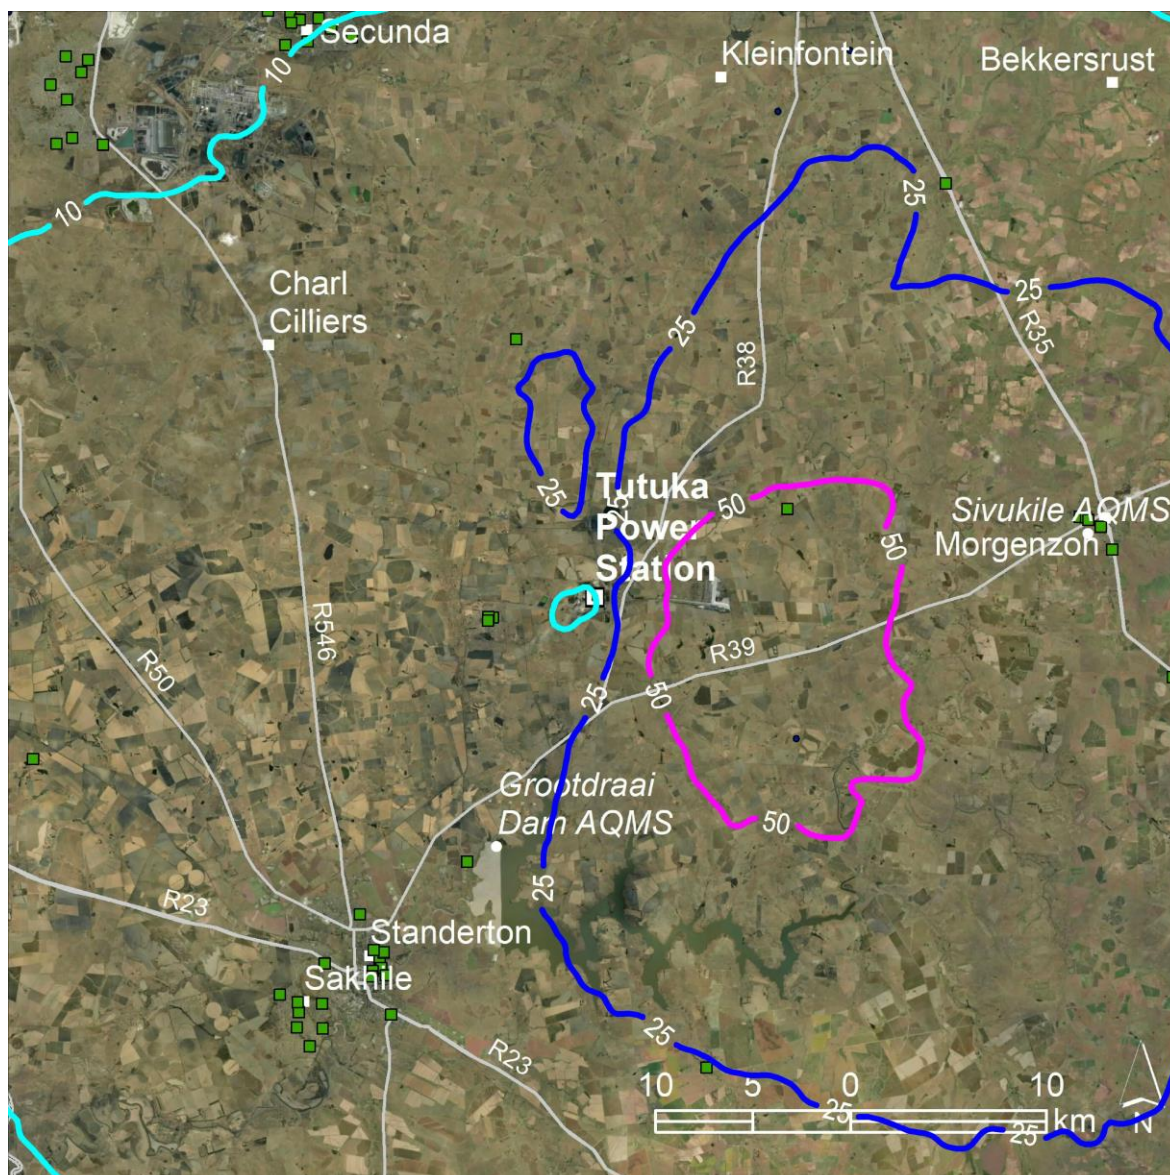 Secunda
Kleinfontein
Bekkersrust
10
10
25
25
25
Charl
Cilliers
R38
R35
25
Tutuka
Power
Station
25
50
50
Sivukile AQMS
Morgenzon
R546
R50
R39
25
50
Grootdraai
Dam AQMS
50
25
R23
Standerton
Sakhile
25
R23
10
5
0
10
km
N
25
25